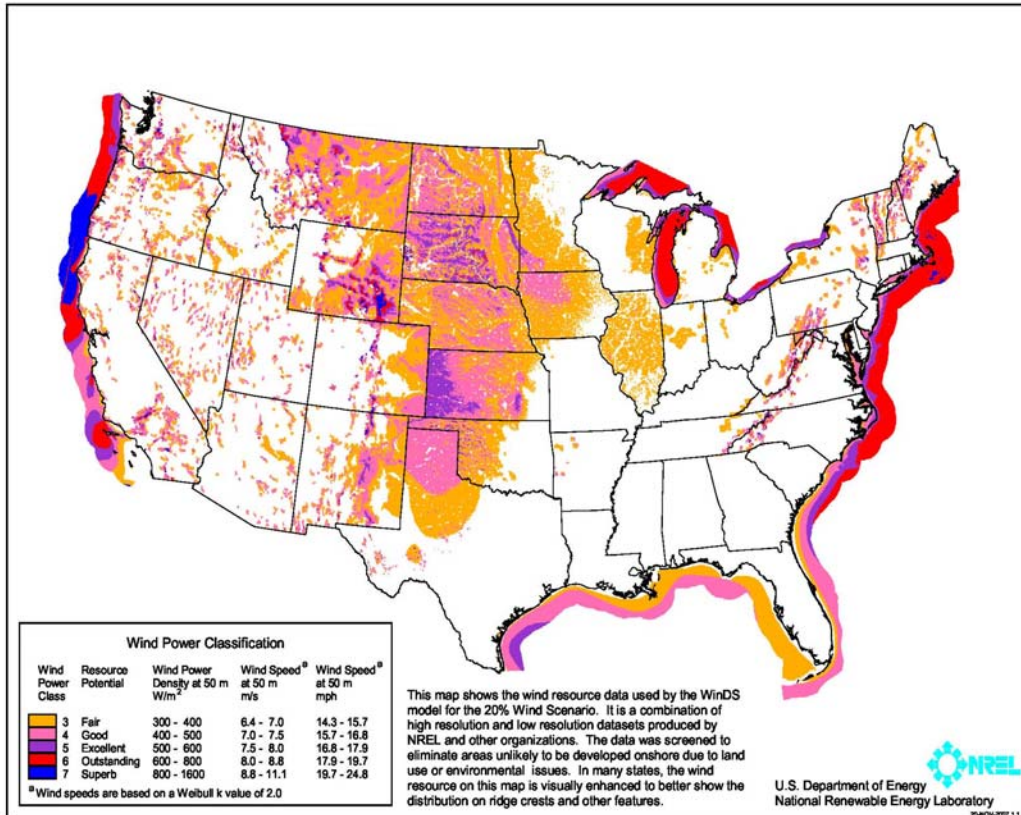 Wind Power Classification
Wind Resource Wind Power Wind Speed a Wind Speed a
Power Potential Density at 50 m at 50 m at 50 m
Class W/m2 m/s mph
3 Fair 300 - 400 6.4 - 7.0 14.3 - 15.7
4 Good 400 - 500 7.0 - 7.5 15.7 - 16.8
5 Excellent 500 - 600 7.5 - 8.0 16.8 - 17.9
6 Outstanding 600 - 800 8.0 - 8.8 17.9 - 19.7
7 Superb 800 - 1600 8.8 - 11.1 19.7 - 24.8
a Wind speeds are based on a Weibull k value of 2.0
This map shows the wind resource data used by the WinDS
model for the 20% Wind Scenario. It is a combination of
high resolution and low resolution datasets produced by
NREL and other organizations. The data was screened to
eliminate areas unlikely to be developed onshore due to land
use or environmental issues. In many states, the wind
resource on this map is visually enhanced to better show the
distribution on ridge crests and other features.
NREL
U.S. Department of Energy
National Renewable Energy Laboratory